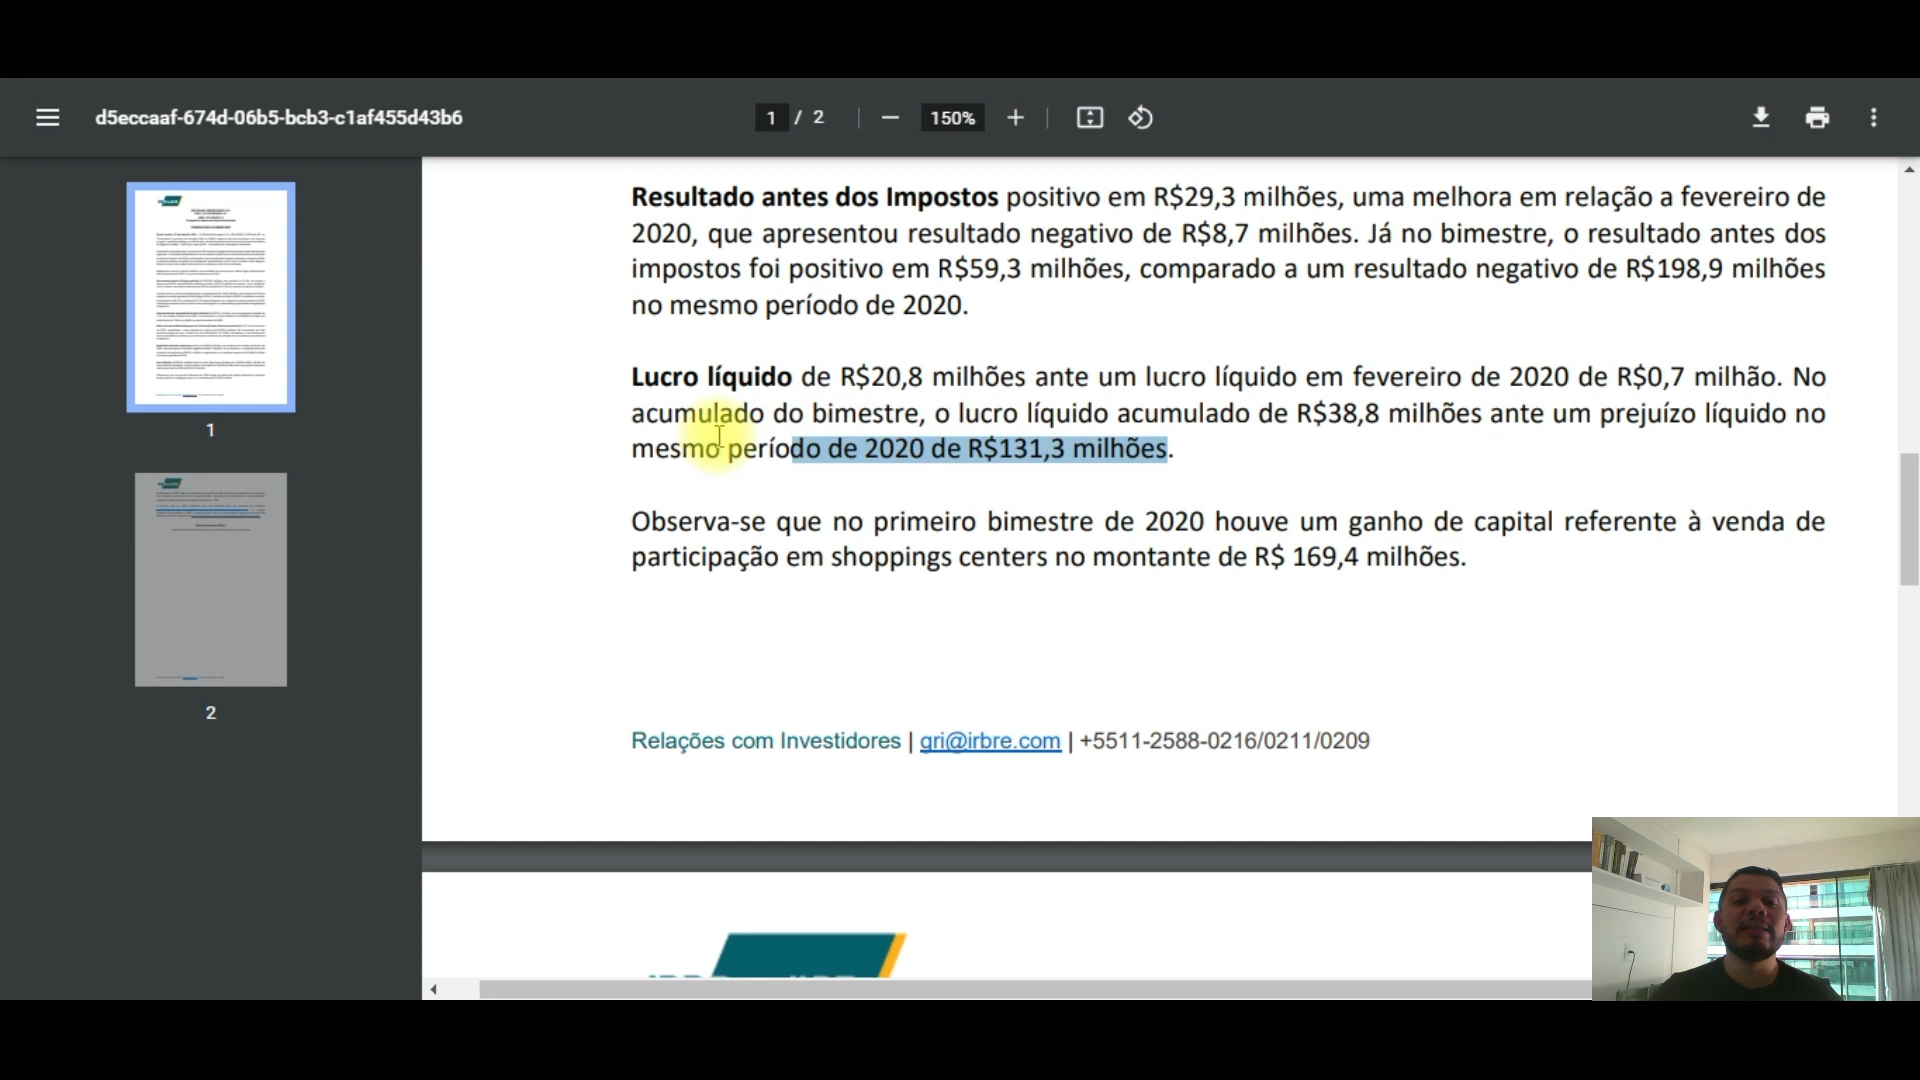 d5eccaaf-674d-06b5-bcb3-c1af455d43b6
1 / 2
150%
Resultado antes dos Impostos positivo em R$29,3 milhões, uma melhora em relação a fevereiro de
2020, que apresentou resultado negativo de R$8,7 milhões. Já no bimestre, o resultado antes dos
impostos foi positivo em R$59,3 milhões, comparado a um resultado negativo de R$198,9 milhões
no mesmo período de 2020.
Lucro líquido de R$20,8 milhões ante um lucro líquido em fevereiro de 2020 de R$0,7 milhão. No
acumulado do bimestre, o lucro líquido acumulado de R$38,8 milhões ante um prejuízo líquido no
mesmo período de 2020 de R$131,3 milhões.
Observa-se que no primeiro bimestre de 2020 houve um ganho de capital referente à venda de
participação em shoppings centers no montante de R$ 169,4 milhões.
Relações com Investidores | gri@irbre.com | +5511-2588-0216/0211/0209
1
2